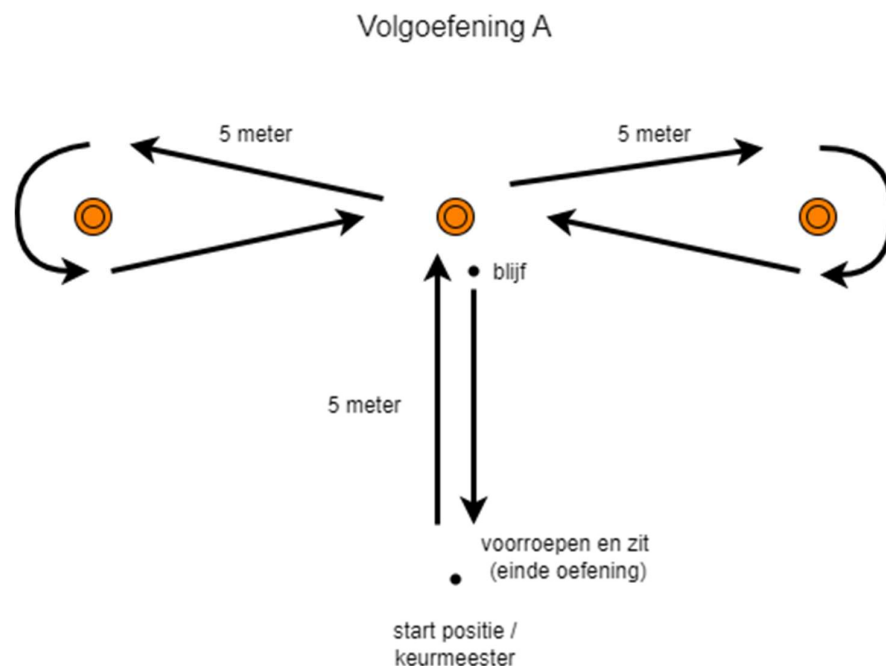 Volgoefening A
5 meter
5 meter
blijf
5 meter
voorroepen en zit
(einde oefening)
start positie /
keurmeester